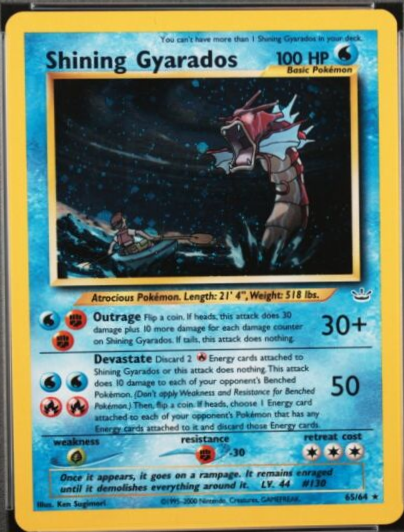 You can't have more than 1 Shining Gyarados in your deck.
Shining Gyarados 100 HP
Basic Pokémon
Atrocious Pokémon. Length: 21' 4", Weight: 518 lbs.
Outrage Flip a coin. If heads, this attack does 30
damage plus 10 more damage for each damage counter
on Shining Gyarados. If tails, this attack does nothing.
30+
Devastate Discard 2 Energy cards attached to
Shining Gyarados or this attack does nothing. This attack
does 10 damage to each of your opponent's Benched
Pokémon. (Don't apply Weakness and Resistance for Benched
Pokémon.) Then, flip a coin. If heads, choose 1 Energy card
attached to each of your opponent's Pokémon that has any
Energy cards attached to it and discard those Energy cards.
50
weakness resistance retreat cost
-30
Once it appears, it goes on a rampage. It remains enraged
until it demolishes everything around it. LV. 44 #130
Illus. Ken Sugimori
©1995-2000 Nintendo, Creatures, GAMEFREAK.
65/64 ★